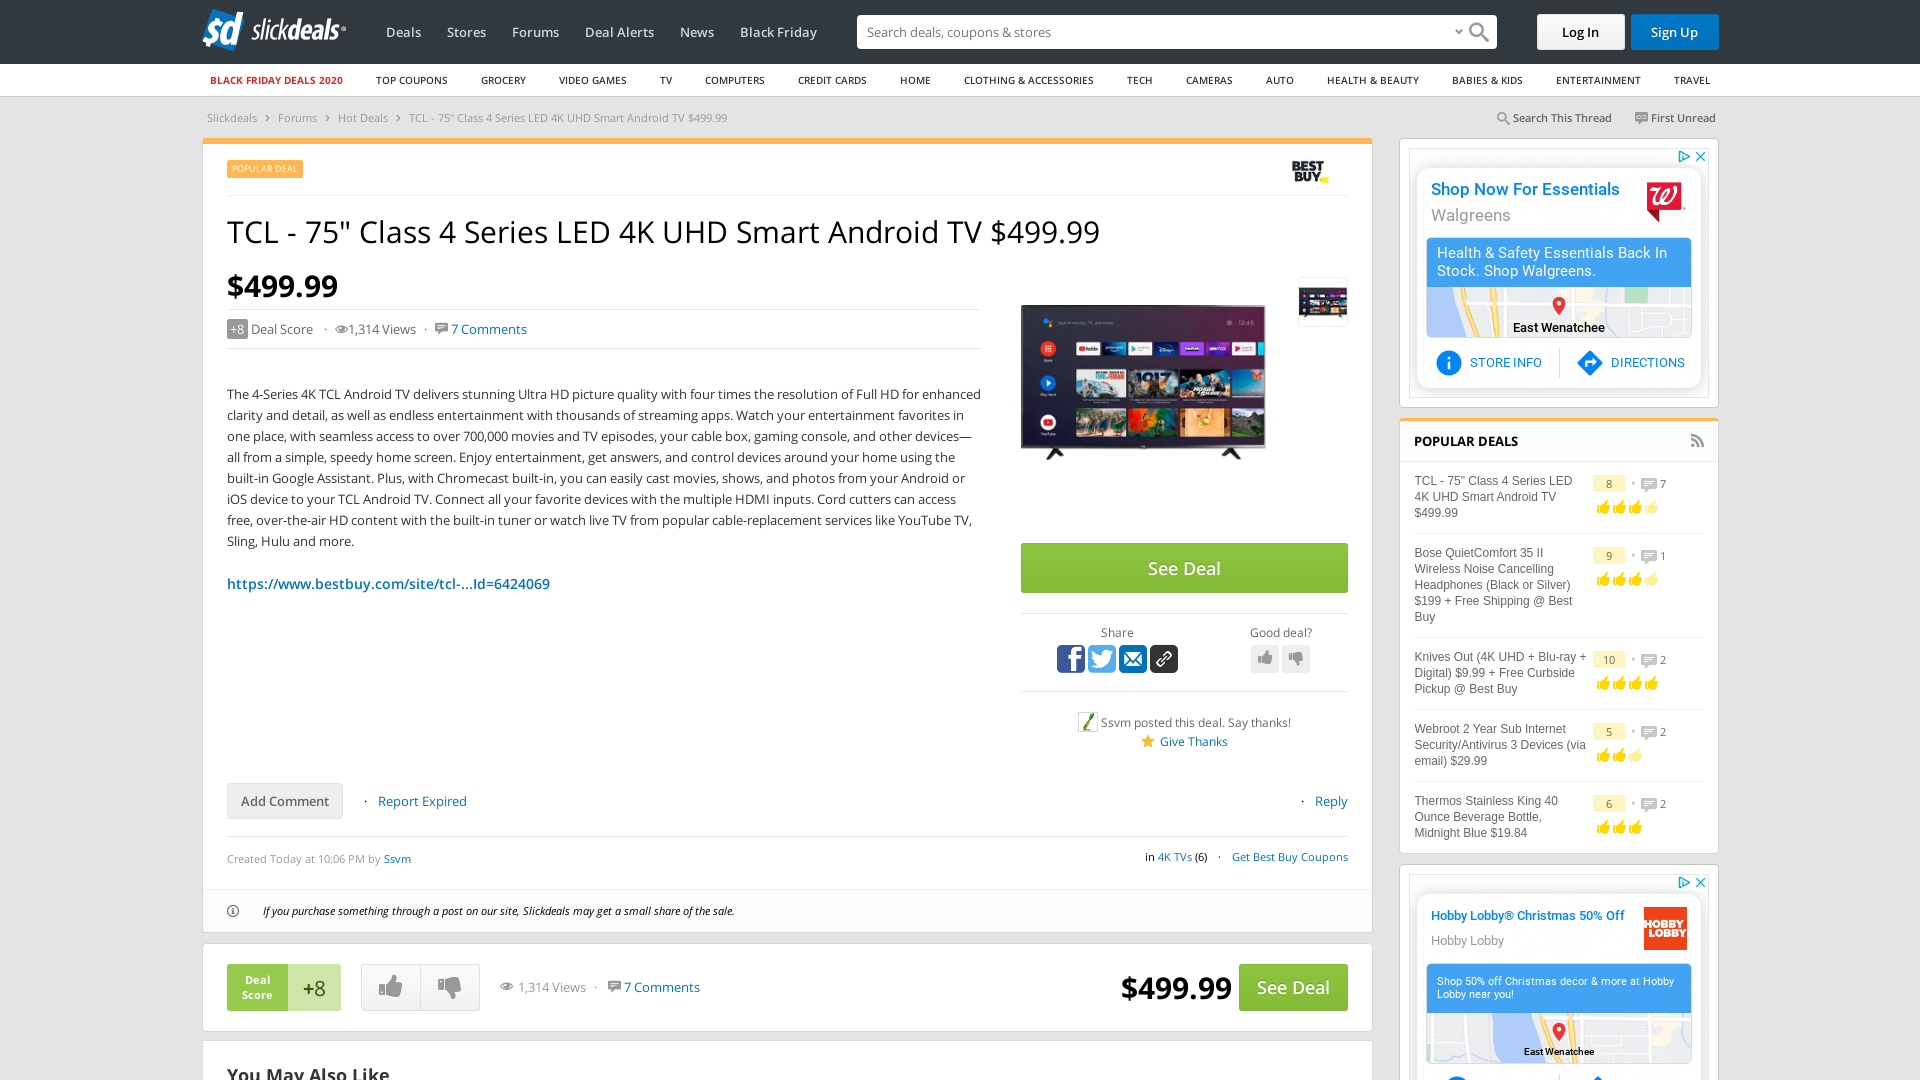 slickdeals
Deals
Stores
Forums
Deal Alerts
News
Black Friday
Search deals, coupons & stores
Log In
Sign Up
BLACK FRIDAY DEALS 2020
TOP COUPONS
GROCERY
VIDEO GAMES
TV
COMPUTERS
CREDIT CARDS
HOME
CLOTHING & ACCESSORIES
TECH
CAMERAS
AUTO
HEALTH & BEAUTY
BABIES & KIDS
ENTERTAINMENT
TRAVEL
Slickdeals > Forums > Hot Deals > TCL - 75" Class 4 Series LED 4K UHD Smart Android TV $499.99
Search This Thread
First Unread
POPULAR DEAL
BEST BUY
TCL - 75" Class 4 Series LED 4K UHD Smart Android TV $499.99
$499.99
+8 Deal Score · 1,314 Views · 7 Comments
The 4-Series 4K TCL Android TV delivers stunning Ultra HD picture quality with four times the resolution of Full HD for enhanced
clarity and detail, as well as endless entertainment with thousands of streaming apps. Watch your entertainment favorites in
one place, with seamless access to over 700,000 movies and TV episodes, your cable box, gaming console, and other devices—
all from a simple, speedy home screen. Enjoy entertainment, get answers, and control devices around your home using the
built-in Google Assistant. Plus, with Chromecast built-in, you can easily cast movies, shows, and photos from your Android or
iOS device to your TCL Android TV. Connect all your favorite devices with the multiple HDMI inputs. Cord cutters can access
free, over-the-air HD content with the built-in tuner or watch live TV from popular cable-replacement services like YouTube TV,
Sling, Hulu and more.
https://www.bestbuy.com/site/tcl-...Id=6424069
12:45
YouTube
1017
See Deal
Share
Good deal?
Ssvm posted this deal. Say thanks!
Give Thanks
Add Comment
· Report Expired
· Reply
Created Today at 10:06 PM by Ssvm
in 4K TVs (6) · Get Best Buy Coupons
If you purchase something through a post on our site, Slickdeals may get a small share of the sale.
Deal Score
+8
1,314 Views · 7 Comments
$499.99
See Deal
You May Also Like
Shop Now For Essentials
Walgreens
Health & Safety Essentials Back In
Stock. Shop Walgreens.
East Wenatchee
STORE INFO
DIRECTIONS
POPULAR DEALS
TCL - 75" Class 4 Series LED
4K UHD Smart Android TV
$499.99
8 • 7
Bose QuietComfort 35 II
Wireless Noise Cancelling
Headphones (Black or Silver)
$199 + Free Shipping @ Best
Buy
9 • 1
Knives Out (4K UHD + Blu-ray +
Digital) $9.99 + Free Curbside
Pickup @ Best Buy
10 • 2
Webroot 2 Year Sub Internet
Security/Antivirus 3 Devices (via
email) $29.99
5 • 2
Thermos Stainless King 40
Ounce Beverage Bottle,
Midnight Blue $19.84
6 • 2
Hobby Lobby® Christmas 50% Off
Hobby Lobby
HOBBY
LOBBY
Shop 50% off Christmas decor & more at Hobby
Lobby near you!
East Wenatchee